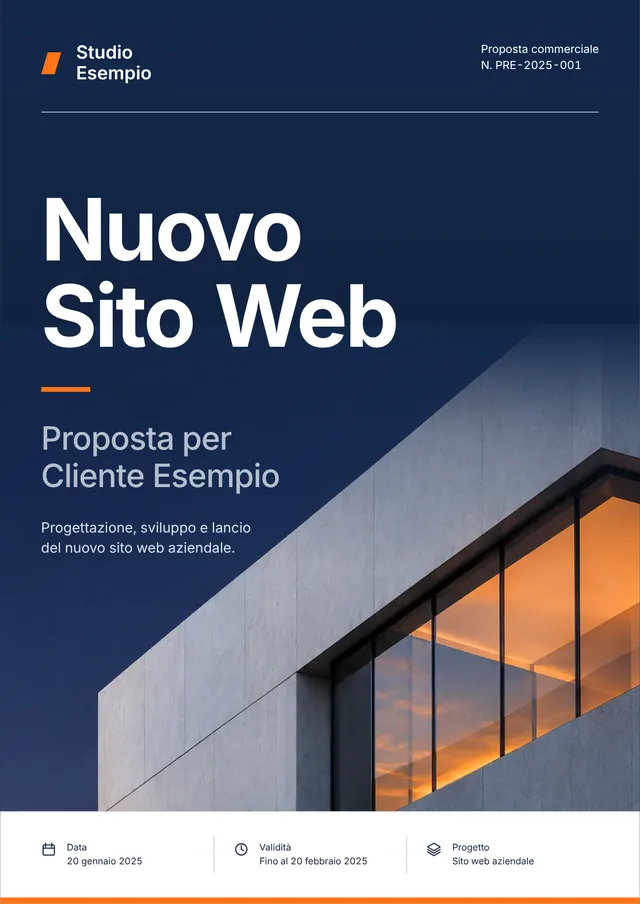 Studio
Esempio
Proposta commerciale
N. PRE-2025-001
Nuovo
Sito Web
Proposta per
Cliente Esempio
Progettazione, sviluppo e lancio
del nuovo sito web aziendale.
Data
20 gennaio 2025
Validità
Fino al 20 febbraio 2025
Progetto
Sito web aziendale